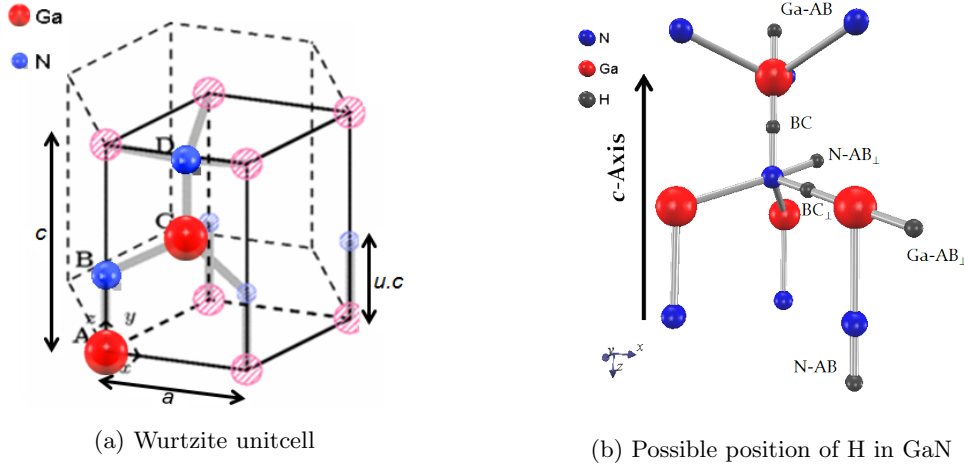 Ga
N
D
C
B
A
z
y
x
c
a
u.c
(a) Wurtzite unitcell
N
Ga
H
c-Axis
Ga-AB
BC
N-AB⊥
BC⊥
Ga-AB⊥
N-AB
y
x
z
(b) Possible position of H in GaN